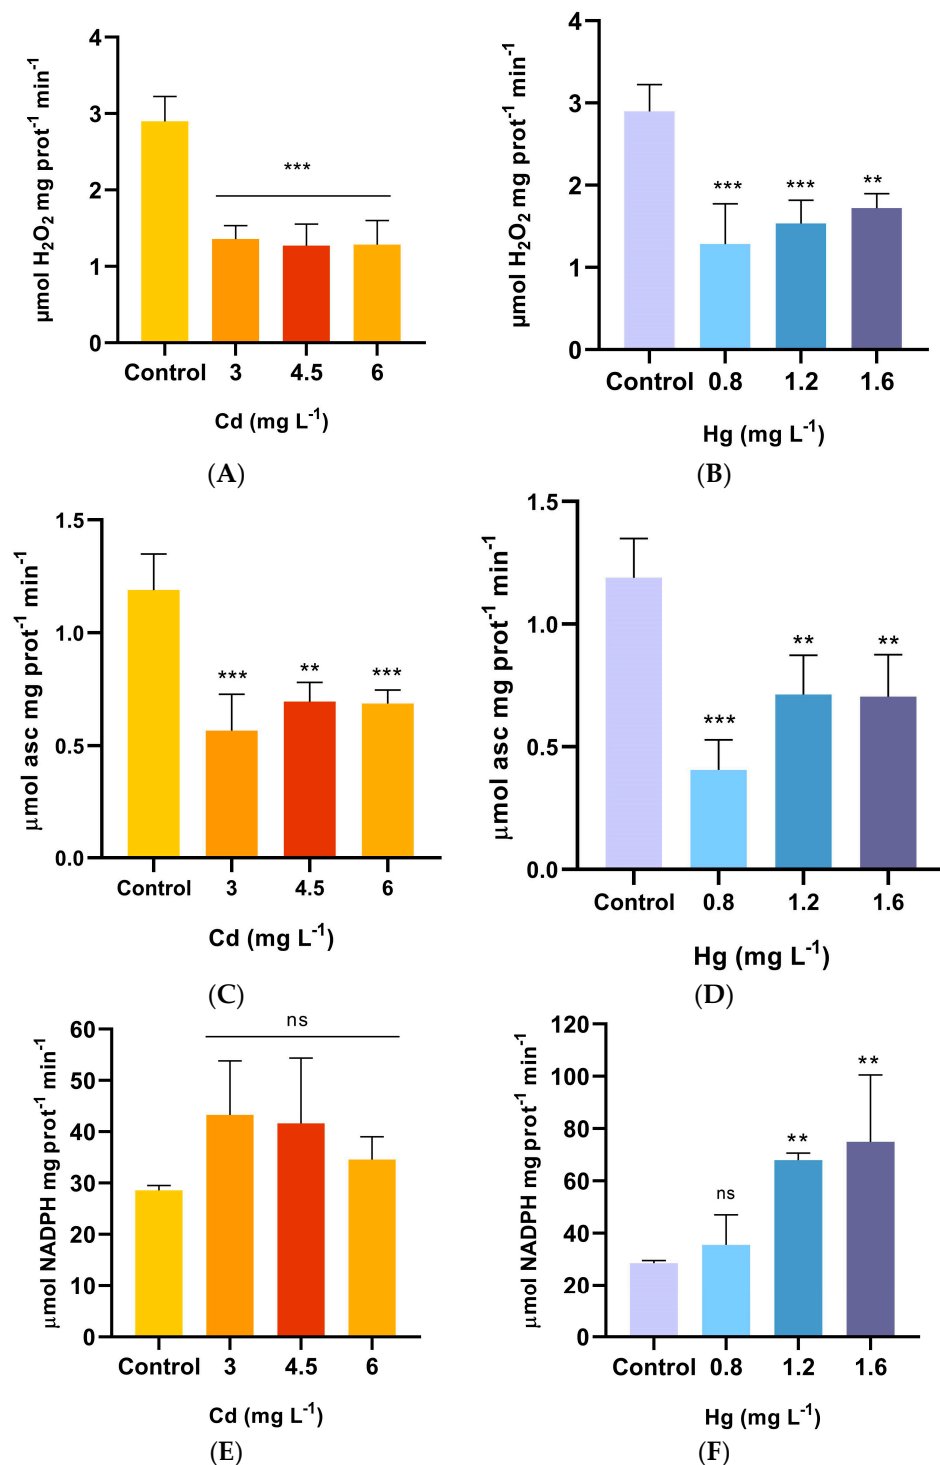 μmol H₂O₂ mg prot⁻¹ min⁻¹
4
3
2
1
0
***
Control 3 4.5 6
Cd (mg L⁻¹)
(A)
μmol H₂O₂ mg prot⁻¹ min⁻¹
4
3
2
1
0
*** *** **
Control 0.8 1.2 1.6
Hg (mg L⁻¹)
(B)
μmol asc mg prot⁻¹ min⁻¹
1.5
1.0
0.5
0.0
*** ** ***
Control 3 4.5 6
Cd (mg L⁻¹)
(C)
μmol asc mg prot⁻¹ min⁻¹
1.5
1.0
0.5
0.0
*** ** **
Control 0.8 1.2 1.6
Hg (mg L⁻¹)
(D)
μmol NADPH mg prot⁻¹ min⁻¹
60
50
40
30
20
10
0
ns
Control 3 4.5 6
Cd (mg L⁻¹)
(E)
μmol NADPH mg prot⁻¹ min⁻¹
120
100
80
60
40
20
0
ns ** **
Control 0.8 1.2 1.6
Hg (mg L⁻¹)
(F)